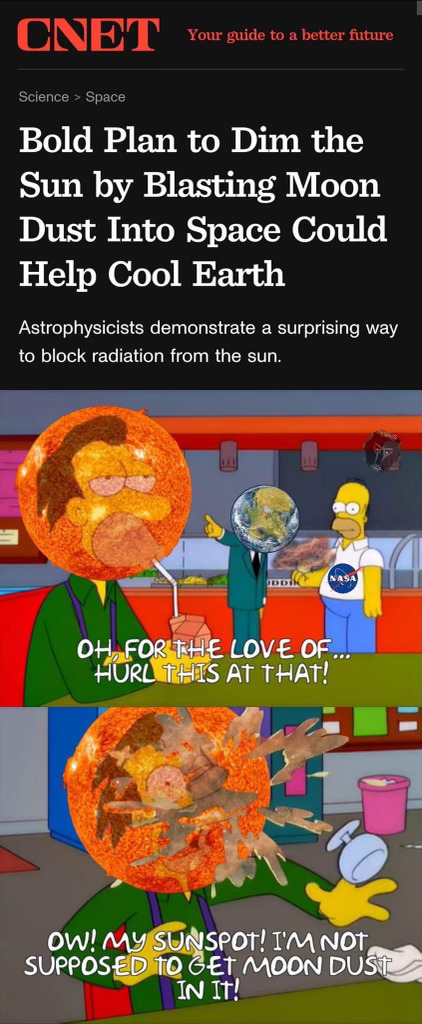 CNET
Your guide to a better future
Science > Space
Bold Plan to Dim the
Sun by Blasting Moon
Dust Into Space Could
Help Cool Earth
Astrophysicists demonstrate a surprising way
to block radiation from the sun.
NASA
OH, FOR THE LOVE OF...
HURL THIS AT THAT!
OW! MY SUNSPOT! I'M NOT
SUPPOSED TO GET MOON DUST
IN IT!